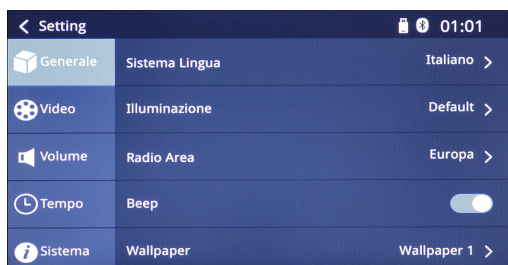 Setting 01:01
Generale
Sistema Lingua Italiano
Video
Illuminazione Default
Volume
Radio Area Europa
Tempo
Beep
Sistema
Wallpaper Wallpaper 1